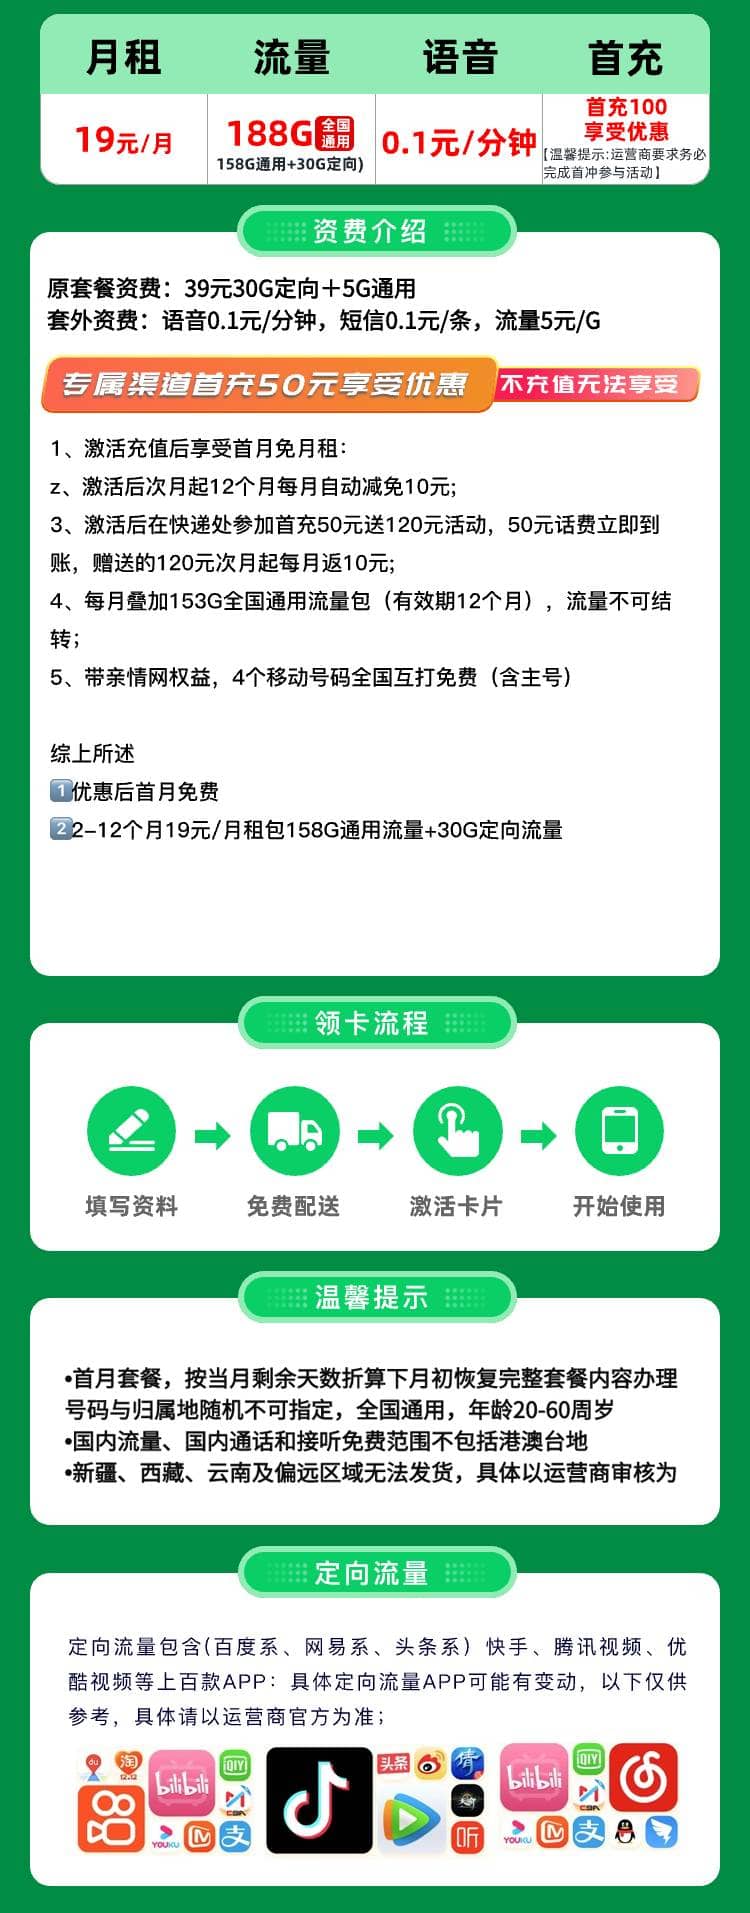 月租 流量 语音 首充
19元/月
188G 全国通用
158G通用+30G定向)
0.1元/分钟
首充100
享受优惠
【温馨提示:运营商要求务必
完成首冲参与活动】
资费介绍
原套餐资费：39元30G定向＋5G通用
套外资费：语音0.1元/分钟，短信0.1元/条，流量5元/G
专属渠道首充50元享受优惠 不充值无法享受
1、激活充值后享受首月免月租：
z、激活后次月起12个月每月自动减免10元;
3、激活后在快递处参加首充50元送120元活动，50元话费立即到
账，赠送的120元次月起每月返10元;
4、每月叠加153G全国通用流量包（有效期12个月），流量不可结
转；
5、带亲情网权益，4个移动号码全国互打免费（含主号）
综上所述
1优惠后首月免费
22–12个月19元/月租包158G通用流量+30G定向流量
领卡流程
填写资料 免费配送 激活卡片 开始使用
温馨提示
•首月套餐，按当月剩余天数折算下月初恢复完整套餐内容办理
号码与归属地随机不可指定，全国通用，年龄20-60周岁
•国内流量、国内通话和接听免费范围不包括港澳台地
•新疆、西藏、云南及偏远区域无法发货，具体以运营商审核为
定向流量
定向流量包含(百度系、网易系、头条系）快手、腾讯视频、优
酷视频等上百款APP：具体定向流量APP可能有变动，以下仅供
参考，具体请以运营商官方为准；
du 淘 12.12 bilibili QIY CBA YOUKU 支
头条 倩 听
bilibili QIY CBA YOUKU 支